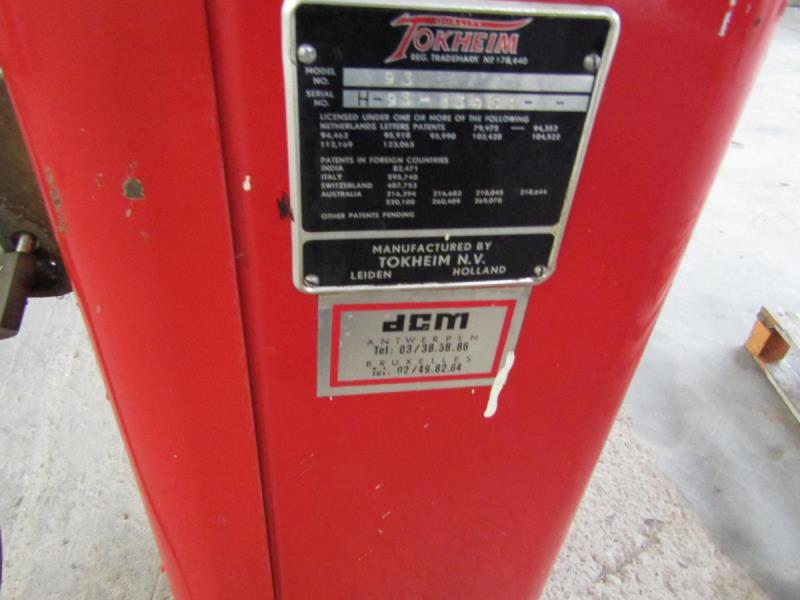 QUALITY
TOKHEIM
REG. TRADEMARK Nº 178,440
MODEL NO. 93
SERIAL NO. H-93-
LICENSED UNDER ONE OR MORE OF THE FOLLOWING
NETHERLANDS LETTERS PATENTS 79,975 — 94,353
94,462 95,918 95,990 102,428 104,522
112,169 123,065
PATENTS IN FOREIGN COUNTRIES
INDIA 82,471
ITALY 595,740
SWITZERLAND 407,753
AUSTRALIA 216,294 216,683 218,045 218,644
220,100 260,409 269,070
OTHER PATENTS PENDING
MANUFACTURED BY
TOKHEIM N.V.
LEIDEN HOLLAND
dcm
ANTWERPEN
Tel: 03/38.58.86
BRUXELLES
Tel: 02/49.82.64